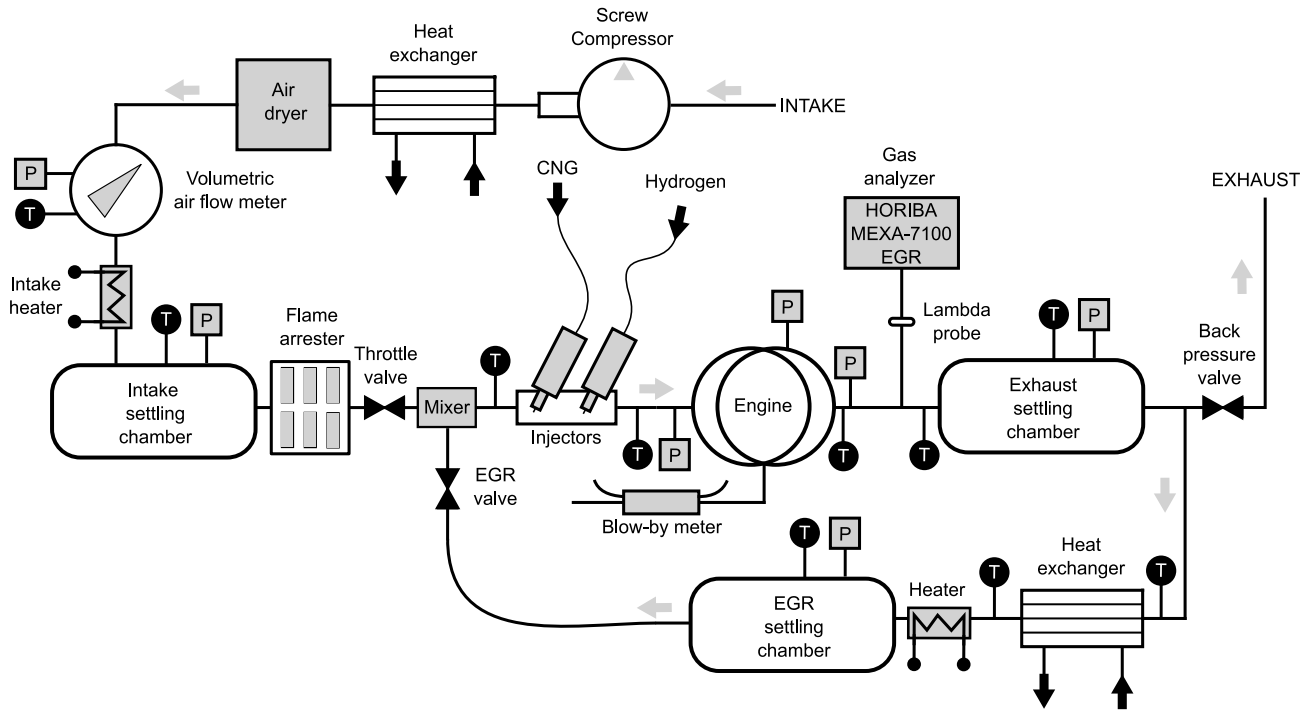 Screw
Compressor
Heat
exchanger
Air
dryer
INTAKE
P
T
Volumetric
air flow meter
CNG
Hydrogen
Gas
analyzer
HORIBA
MEXA-7100
EGR
EXHAUST
Intake
heater
T
P
Flame
arrester
Throttle
valve
T
P
Lambda
probe
T
P
Back
pressure
valve
Intake
settling
chamber
Mixer
Injectors
Engine
P
Exhaust
settling
chamber
T
P
T
T
EGR
valve
Blow-by meter
T
P
Heat
exchanger
T
T
Heater
EGR
settling
chamber